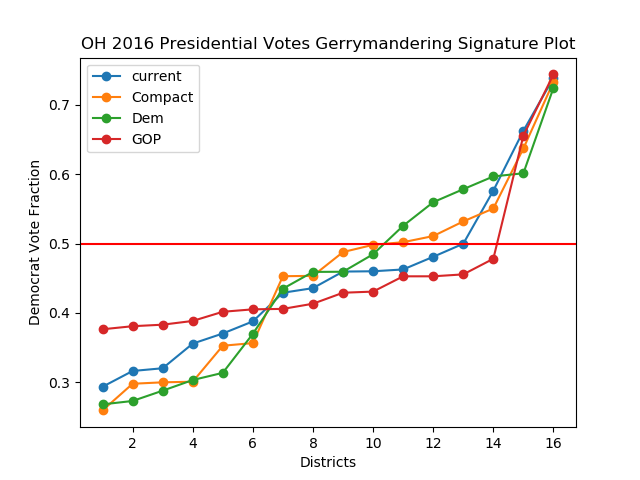 OH 2016 Presidential Votes Gerrymandering Signature Plot
current
Compact
Dem
GOP
0.7
0.6
0.5
0.4
0.3
Democrat Vote Fraction
2 4 6 8 10 12 14 16
Districts